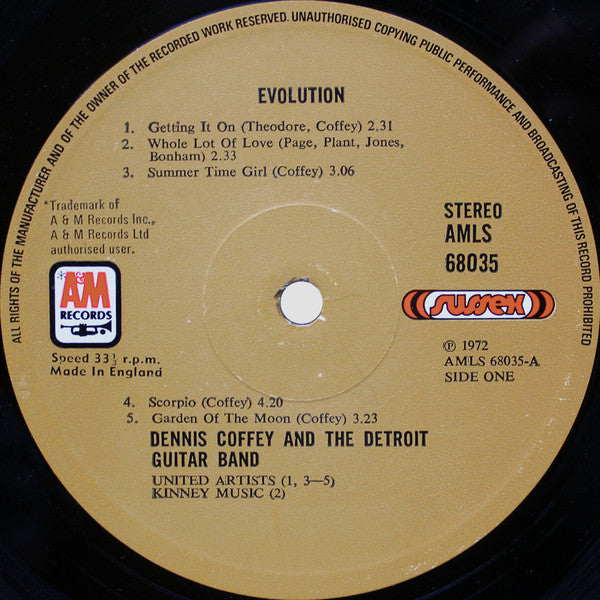 ALL RIGHTS OF THE MANUFACTURER AND OF THE OWNER OF THE RECORDED WORK RESERVED. UNAUTHORISED COPYING PUBLIC PERFORMANCE AND BROADCASTING OF THIS RECORD PROHIBITED
EVOLUTION
1. Getting It On (Theodore, Coffey) 2.31
2. Whole Lot Of Love (Page, Plant, Jones,
Bonham) 2.33
3. Summer Time Girl (Coffey) 3.06
*Trademark of
A & M Records Inc.,
A & M Records Ltd
authorised user.
STEREO
AMLS
68035
*
A&M
RECORDS
sussex
Speed 33⅓ r.p.m.
Made In England
℗ 1972
AMLS 68035-A
SIDE ONE
4. Scorpio (Coffey) 4.20
5. Garden Of The Moon (Coffey) 3.23
DENNIS COFFEY AND THE DETROIT
GUITAR BAND
UNITED ARTISTS (1, 3—5)
KINNEY MUSIC (2)